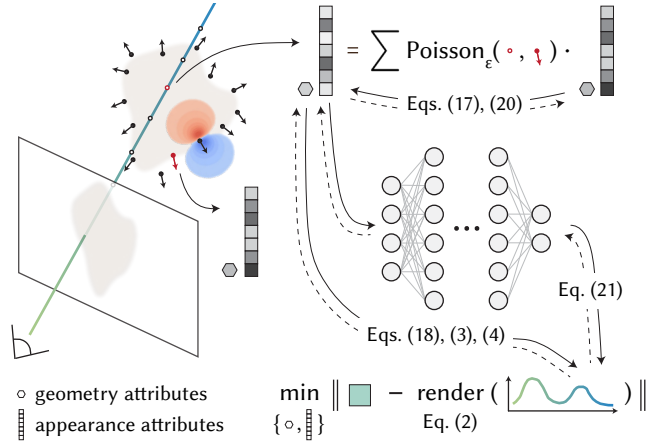 = ∑ Poisson_ε( , ) ·
Eqs. (17), (20)
Eq. (21)
Eqs. (18), (3), (4)
geometry attributes
appearance attributes
min ‖ − render ( ) ‖
{ , }
Eq. (2)